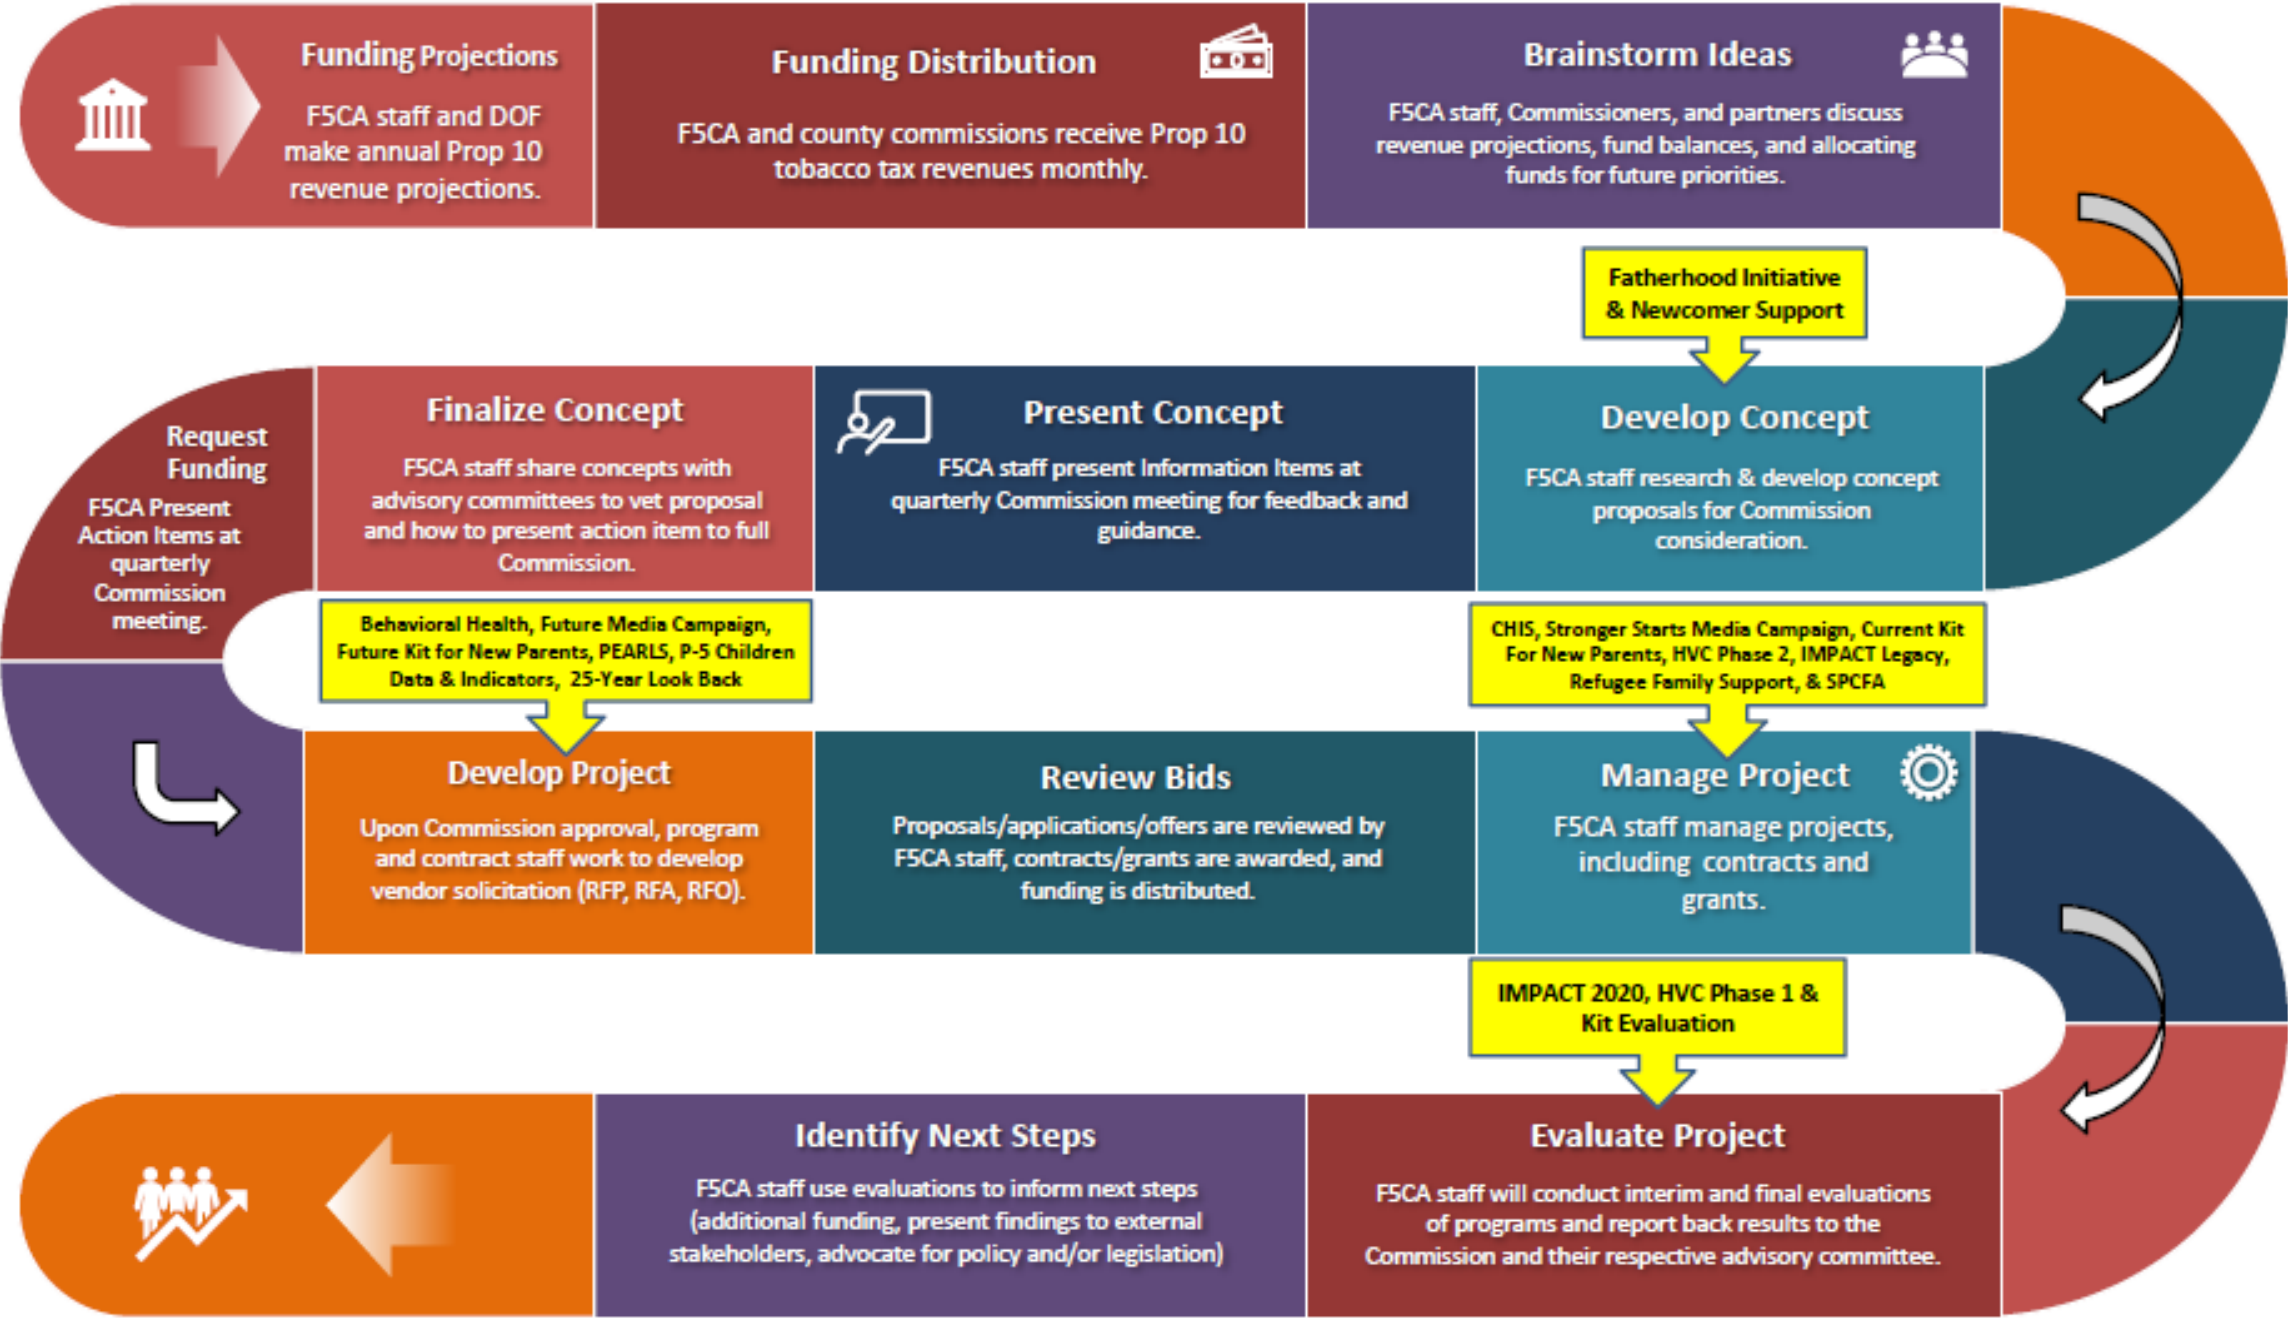 Funding Projections
F5CA staff and DOF
make annual Prop 10
revenue projections.
Funding Distribution
F5CA and county commissions receive Prop 10
tobacco tax revenues monthly.
Brainstorm Ideas
F5CA staff, Commissioners, and partners discuss
revenue projections, fund balances, and allocating
funds for future priorities.
Fatherhood Initiative
& Newcomer Support
Develop Concept
F5CA staff research & develop concept
proposals for Commission
consideration.
Present Concept
F5CA staff present Information Items at
quarterly Commission meeting for feedback and
guidance.
Finalize Concept
F5CA staff share concepts with
advisory committees to vet proposal
and how to present action item to full
Commission.
Request
Funding
F5CA Present
Action Items at
quarterly
Commission
meeting.
Behavioral Health, Future Media Campaign,
Future Kit for New Parents, PEARLS, P-5 Children
Data & Indicators, 25-Year Look Back
Develop Project
Upon Commission approval, program
and contract staff work to develop
vendor solicitation (RFP, RFA, RFO).
Review Bids
Proposals/applications/offers are reviewed by
F5CA staff, contracts/grants are awarded, and
funding is distributed.
CHIS, Stronger Starts Media Campaign, Current Kit
For New Parents, HVC Phase 2, IMPACT Legacy,
Refugee Family Support, & SPCFA
Manage Project
F5CA staff manage projects,
including contracts and
grants.
IMPACT 2020, HVC Phase 1 &
Kit Evaluation
Evaluate Project
F5CA staff will conduct interim and final evaluations
of programs and report back results to the
Commission and their respective advisory committee.
Identify Next Steps
F5CA staff use evaluations to inform next steps
(additional funding, present findings to external
stakeholders, advocate for policy and/or legislation)